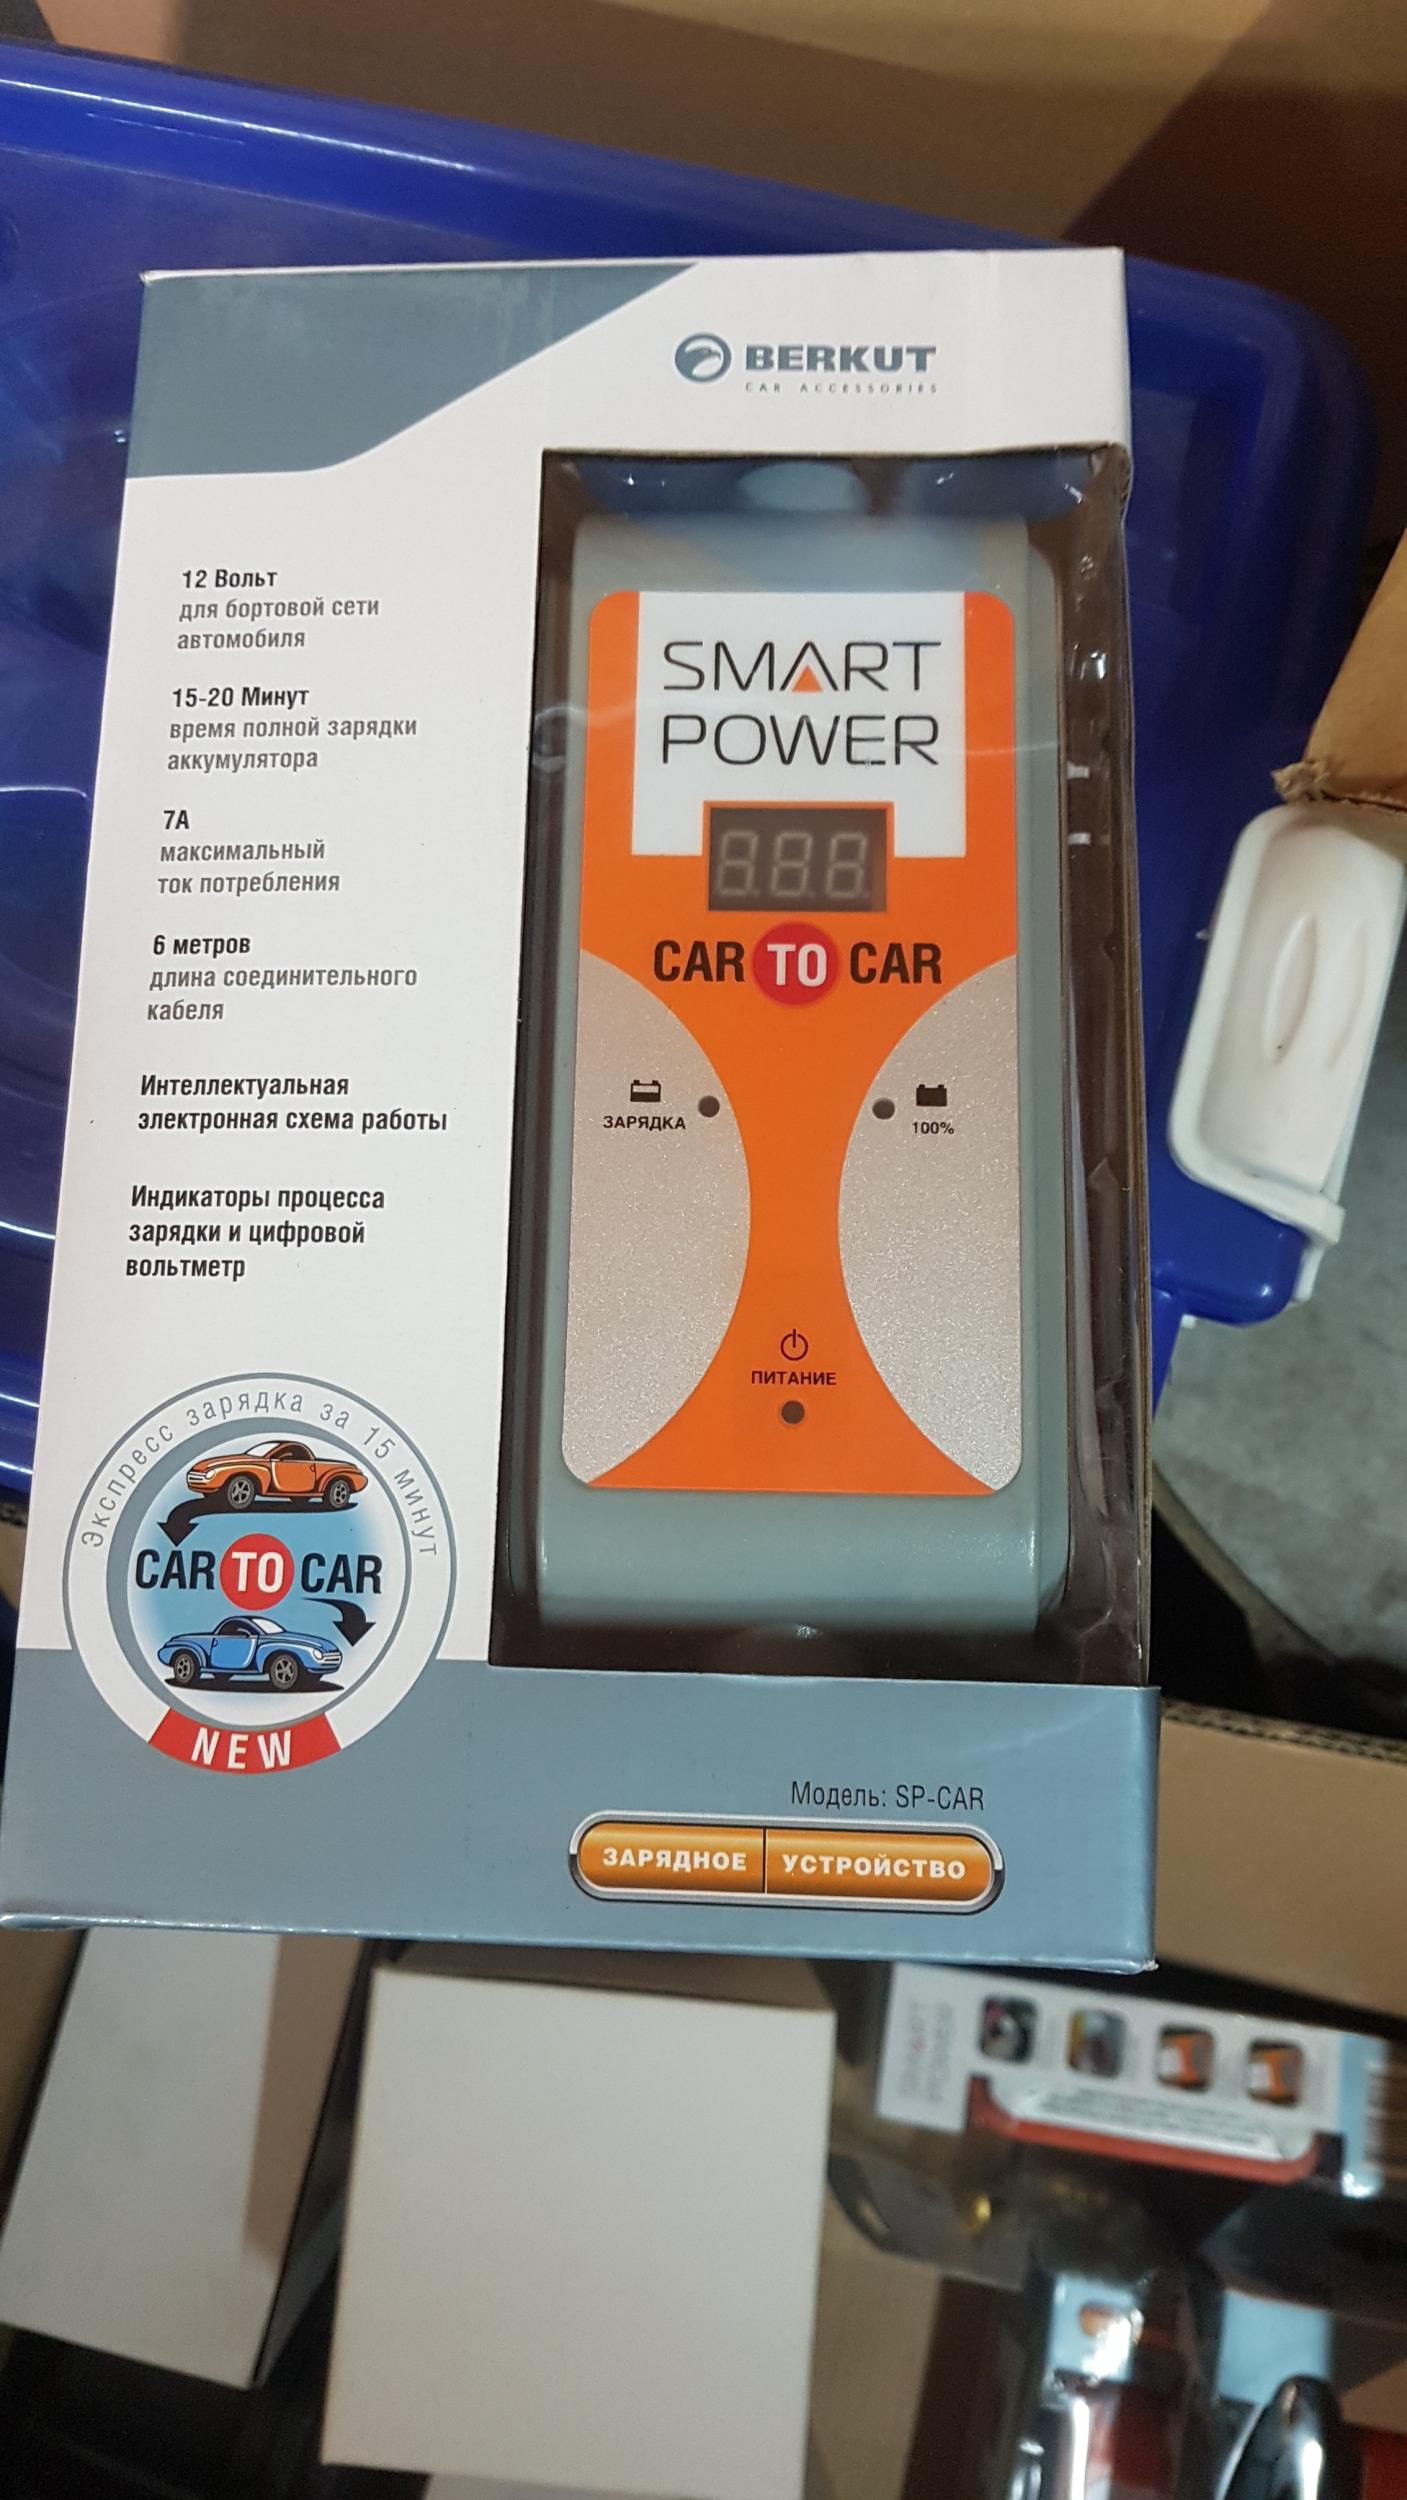 BERKUT
CAR ACCESSORIES
12 Вольт
для бортовой сети
автомобиля
15-20 Минут
время полной зарядки
аккумулятора
7А
максимальный
ток потребления
6 метров
длина соединительного
кабеля
Интеллектуальная
электронная схема работы
Индикаторы процесса
зарядки и цифровой
вольтметр
SMART
POWER
CAR TO CAR
ЗАРЯДКА
100%
ПИТАНИЕ
Экспресс зарядка за 15 минут
CAR TO CAR
NEW
Модель: SP-CAR
ЗАРЯДНОЕ УСТРОЙСТВО
SMART
POWER